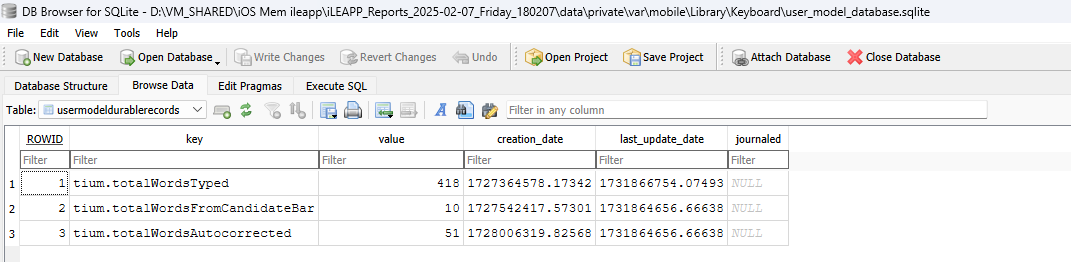 DB Browser for SQLite - D:\VM_SHARED\iOS Mem ileapp\iLEAPP_Reports_2025-02-07_Friday_180207\data\private\var\mobile\Library\Keyboard\user_model_database.sqlite
File Edit View Tools Help
New Database Open Database Write Changes Revert Changes Undo Open Project Save Project Attach Database Close Database
Database Structure Browse Data Edit Pragmas Execute SQL
Table: usermodeldurablerecords Filter in any column
ROWID key value creation_date last_update_date journaled
Filter Filter Filter Filter Filter Filter
1 1 tium.totalWordsTyped 418 1727364578.17342 1731866754.07493 NULL
2 2 tium.totalWordsFromCandidateBar 10 1727542417.57301 1731864656.66638 NULL
3 3 tium.totalWordsAutocorrected 51 1728006319.82568 1731864656.66638 NULL